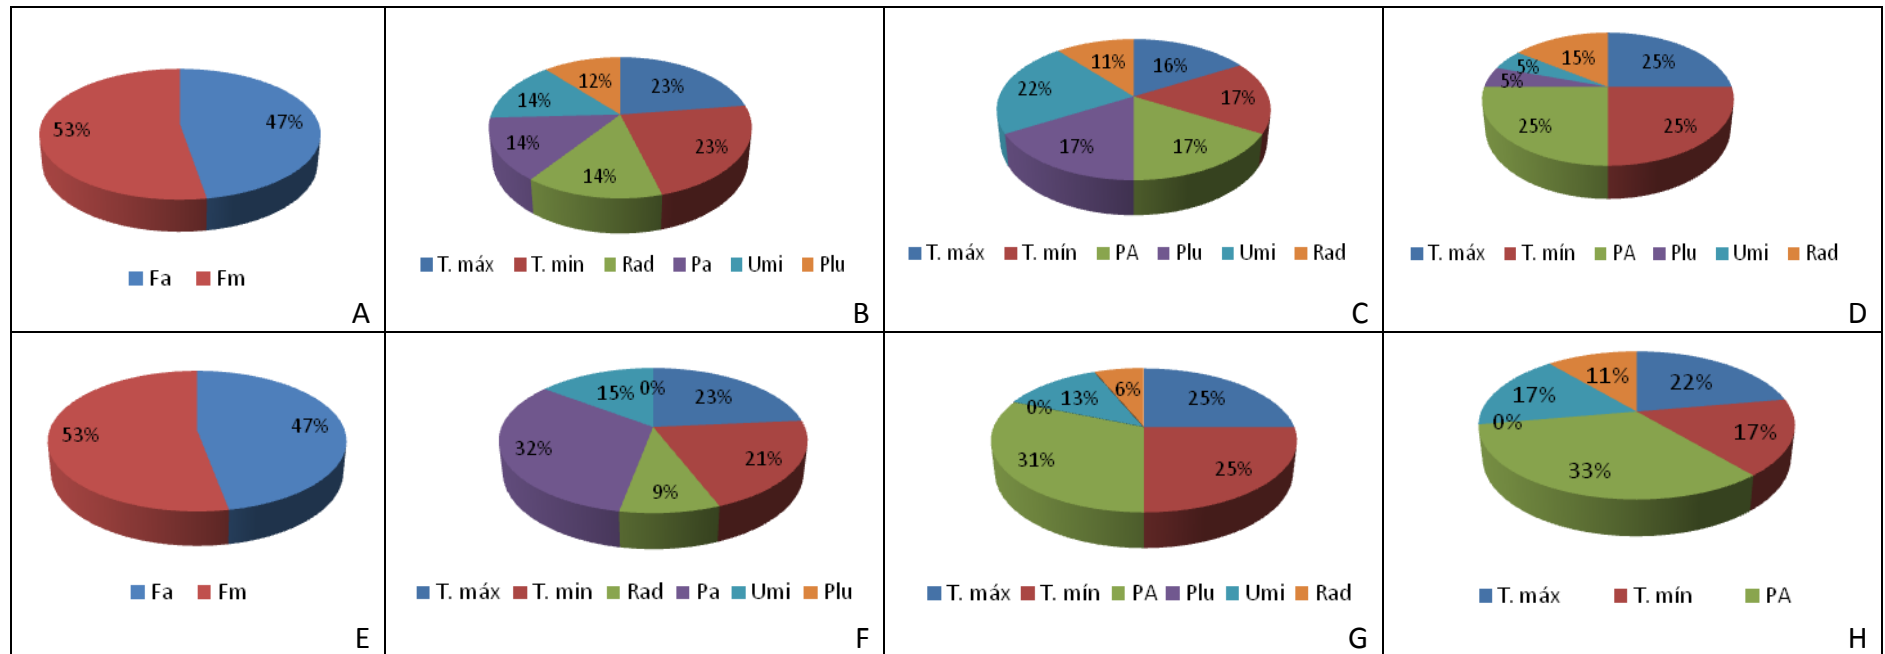 53%
47%
Fa Fm
A
12%
23%
14%
14%
23%
14%
T. máx T. min Rad Pa Umi Plu
B
11%
16%
22%
17%
17%
17%
T. máx T. mín PA Plu Umi Rad
C
15%
25%
5%
5%
25%
25%
T. máx T. mín PA Plu Umi Rad
D
53%
47%
Fa Fm
E
15% 0%
23%
32%
21%
9%
T. máx T. min Rad Pa Umi Plu
F
6%
25%
13%
0%
31%
25%
T. máx T. mín PA Plu Umi Rad
G
11%
22%
17%
0%
17%
33%
T. máx T. mín PA
H